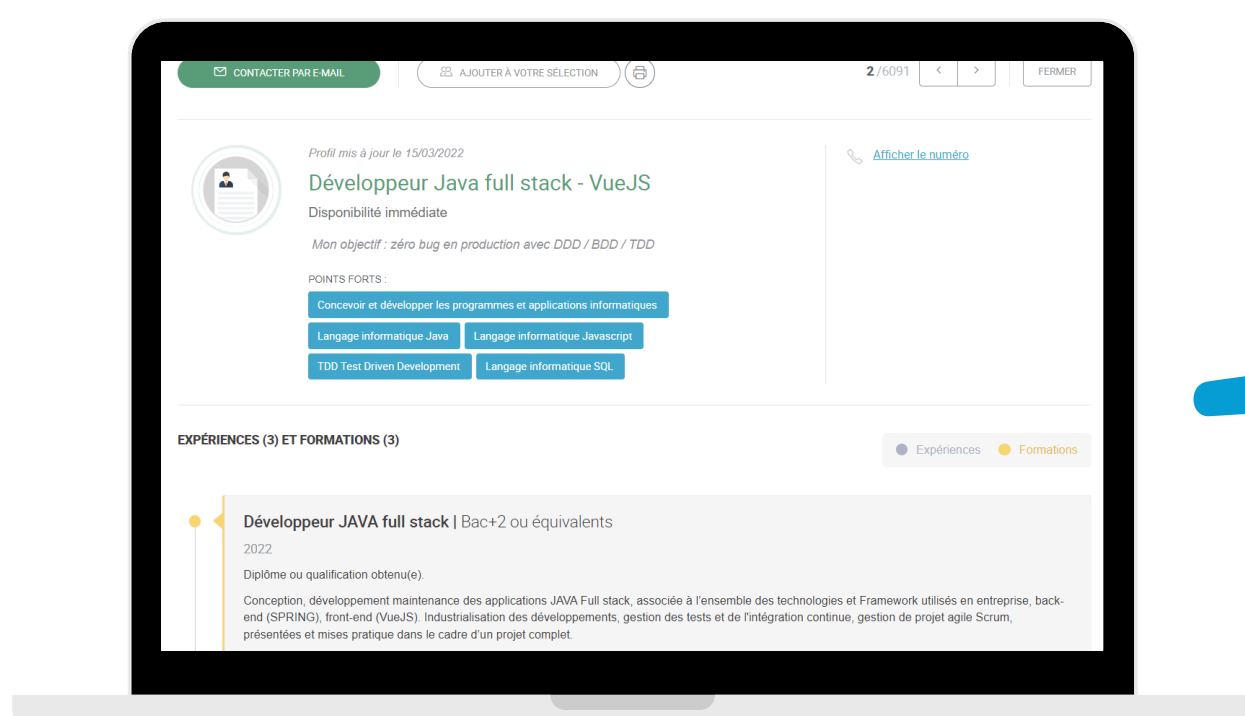 CONTACTER PAR E-MAIL
AJOUTER À VOTRE SÉLECTION
2 /6091
FERMER
Profil mis à jour le 15/03/2022
Afficher le numéro
Développeur Java full stack - VueJS
Disponibilité immédiate
Mon objectif : zéro bug en production avec DDD / BDD / TDD
POINTS FORTS :
Concevoir et développer les programmes et applications informatiques
Langage informatique Java
Langage informatique Javascript
TDD Test Driven Development
Langage informatique SQL
EXPÉRIENCES (3) ET FORMATIONS (3)
Expériences
Formations
Développeur JAVA full stack | Bac+2 ou équivalents
2022
Diplôme ou qualification obtenu(e).
Conception, développement maintenance des applications JAVA Full stack, associée à l'ensemble des technologies et Framework utilisés en entreprise, back-
end (SPRING), front-end (VueJS). Industrialisation des développements, gestion des tests et de l'intégration continue, gestion de projet agile Scrum,
présentées et mises pratique dans le cadre d'un projet complet.